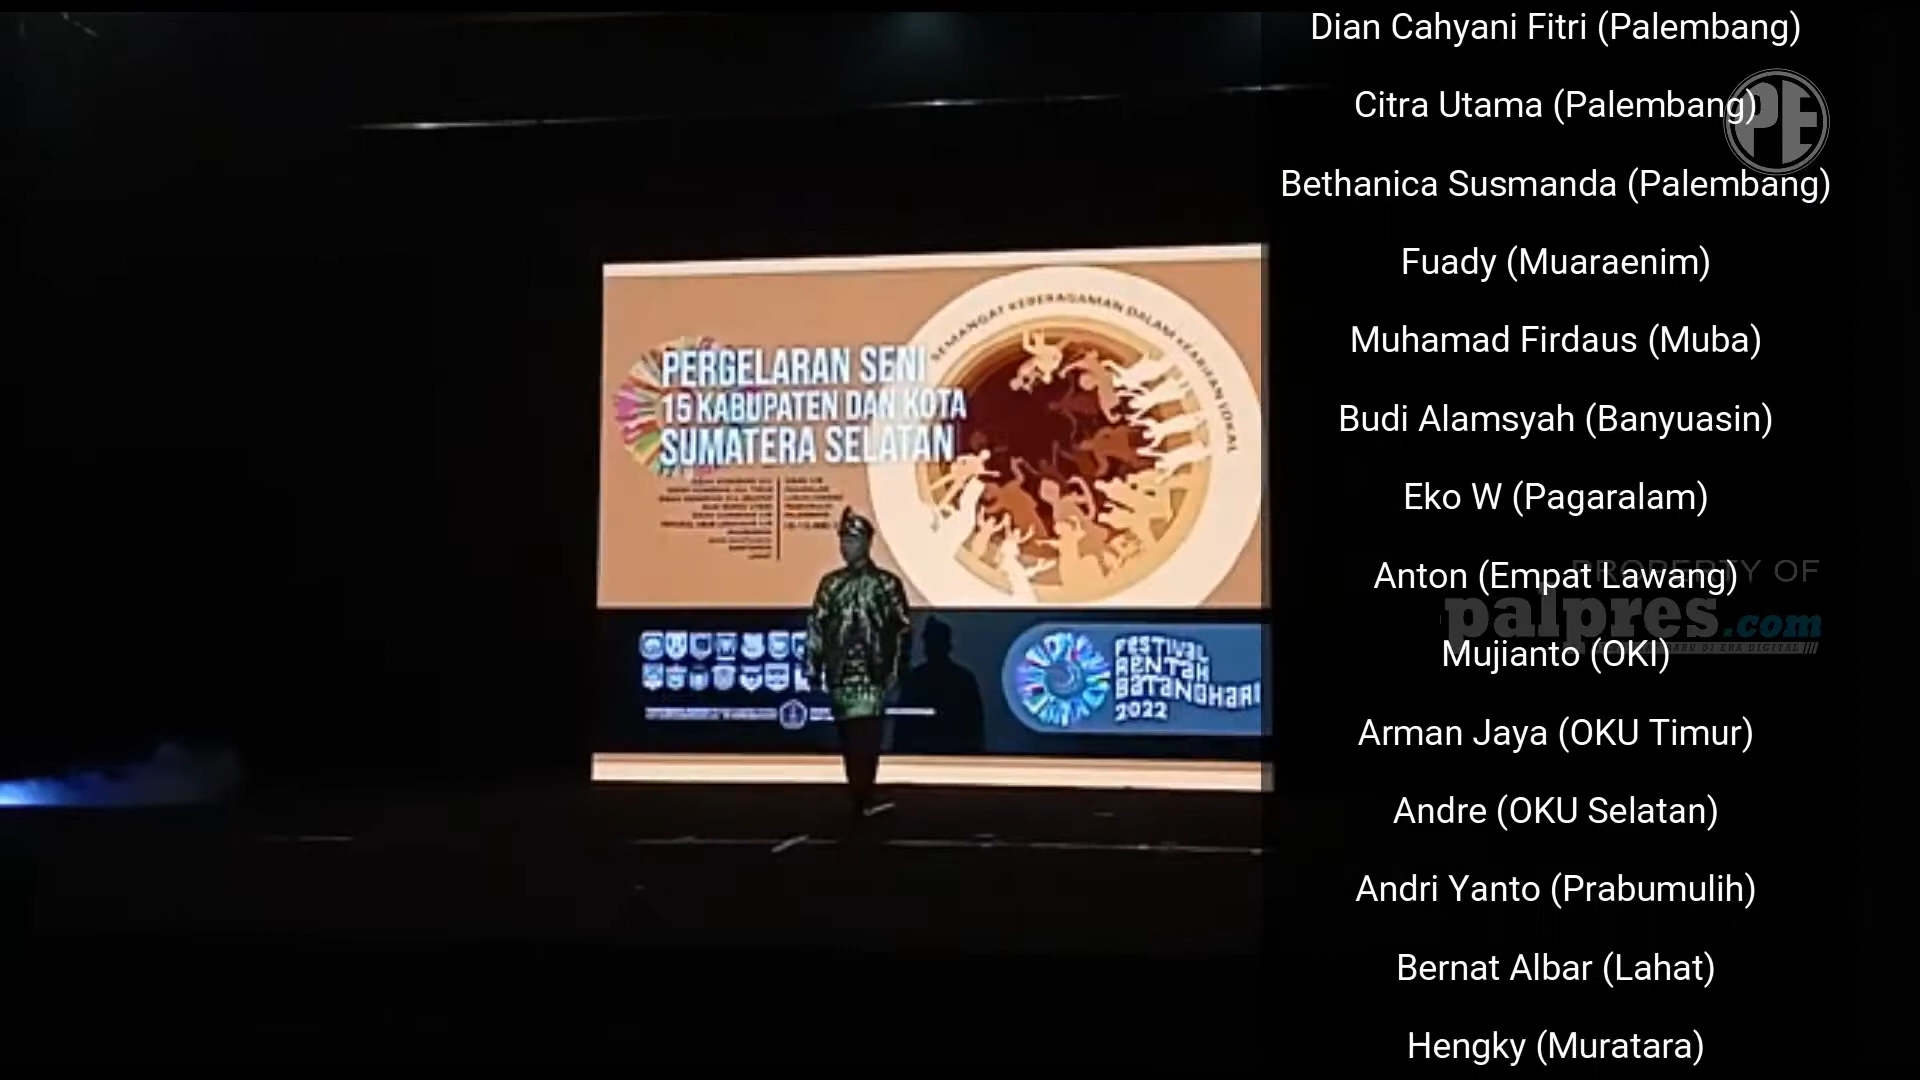 PERGELARAN SENI
15 KABUPATEN DAN KOTA
SUMATERA SELATAN
SEMANGAT KEBERAGAMAN DALAM KEARIFAN LOKAL
FESTIVAL
RENTAK
BATANGHARI
2022
Dian Cahyani Fitri (Palembang)
Citra Utama (Palembang)
PE
Bethanica Susmanda (Palembang)
Fuady (Muaraenim)
Muhamad Firdaus (Muba)
Budi Alamsyah (Banyuasin)
Eko W (Pagaralam)
Anton (Empat Lawang)
PROPERTY OF
palpres.com
Mujianto (OKI)
ERA DIGITAL
Arman Jaya (OKU Timur)
Andre (OKU Selatan)
Andri Yanto (Prabumulih)
Bernat Albar (Lahat)
Hengky (Muratara)